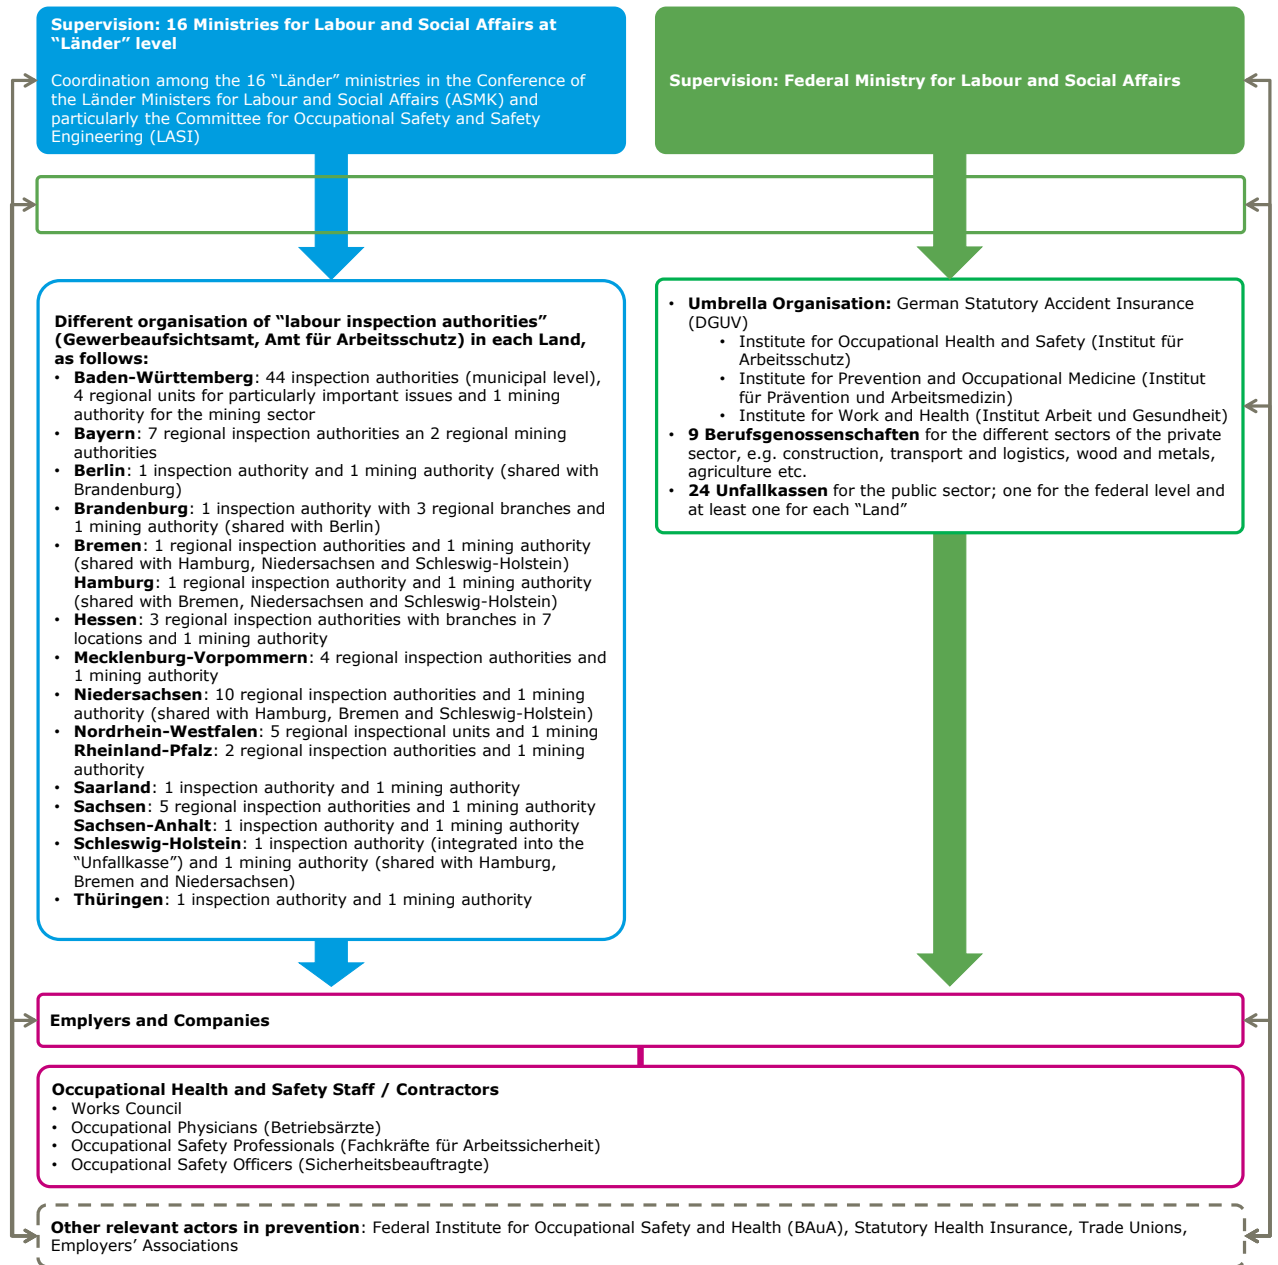 Supervision: 16 Ministries for Labour and Social Affairs at
“Länder” level
Coordination among the 16 “Länder” ministries in the Conference of
the Länder Ministers for Labour and Social Affairs (ASMK) and
particularly the Committee for Occupational Safety and Safety
Engineering (LASI)
Supervision: Federal Ministry for Labour and Social Affairs
Different organisation of “labour inspection authorities”
(Gewerbeaufsichtsamt, Amt für Arbeitsschutz) in each Land,
as follows:
• Baden-Württemberg: 44 inspection authorities (municipal level),
4 regional units for particularly important issues and 1 mining
authority for the mining sector
• Bayern: 7 regional inspection authorities an 2 regional mining
authorities
• Berlin: 1 inspection authority and 1 mining authority (shared with
Brandenburg)
• Brandenburg: 1 inspection authority with 3 regional branches and
1 mining authority (shared with Berlin)
• Bremen: 1 regional inspection authorities and 1 mining authority
(shared with Hamburg, Niedersachsen and Schleswig-Holstein)
Hamburg: 1 regional inspection authority and 1 mining authority
(shared with Bremen, Niedersachsen and Schleswig-Holstein)
• Hessen: 3 regional inspection authorities with branches in 7
locations and 1 mining authority
• Mecklenburg-Vorpommern: 4 regional inspection authorities and
1 mining authority
• Niedersachsen: 10 regional inspection authorities and 1 mining
authority (shared with Hamburg, Bremen and Schleswig-Holstein)
• Nordrhein-Westfalen: 5 regional inspectional units and 1 mining
Rheinland-Pfalz: 2 regional inspection authorities and 1 mining
authority
• Saarland: 1 inspection authority and 1 mining authority
• Sachsen: 5 regional inspection authorities and 1 mining authority
Sachsen-Anhalt: 1 inspection authority and 1 mining authority
• Schleswig-Holstein: 1 inspection authority (integrated into the
“Unfallkasse”) and 1 mining authority (shared with Hamburg,
Bremen and Niedersachsen)
• Thüringen: 1 inspection authority and 1 mining authority
• Umbrella Organisation: German Statutory Accident Insurance
(DGUV)
• Institute for Occupational Health and Safety (Institut für
Arbeitsschutz)
• Institute for Prevention and Occupational Medicine (Institut
für Prävention und Arbeitsmedizin)
• Institute for Work and Health (Institut Arbeit und Gesundheit)
• 9 Berufsgenossenschaften for the different sectors of the private
sector, e.g. construction, transport and logistics, wood and metals,
agriculture etc.
• 24 Unfallkassen for the public sector; one for the federal level and
at least one for each “Land”
Emplyers and Companies
Occupational Health and Safety Staff / Contractors
• Works Council
• Occupational Physicians (Betriebsärzte)
• Occupational Safety Professionals (Fachkräfte für Arbeitssicherheit)
• Occupational Safety Officers (Sicherheitsbeauftragte)
Other relevant actors in prevention: Federal Institute for Occupational Safety and Health (BAuA), Statutory Health Insurance, Trade Unions,
Employers’ Associations